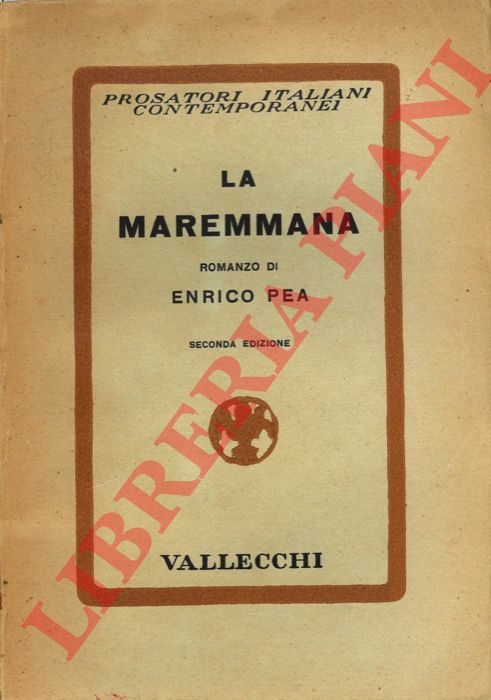 PROSATORI ITALIANI
CONTEMPORANEI
LA
MAREMMANA
ROMANZO DI
ENRICO PEA
SECONDA EDIZIONE
VALLECCHI
LIBRERIA PIANI